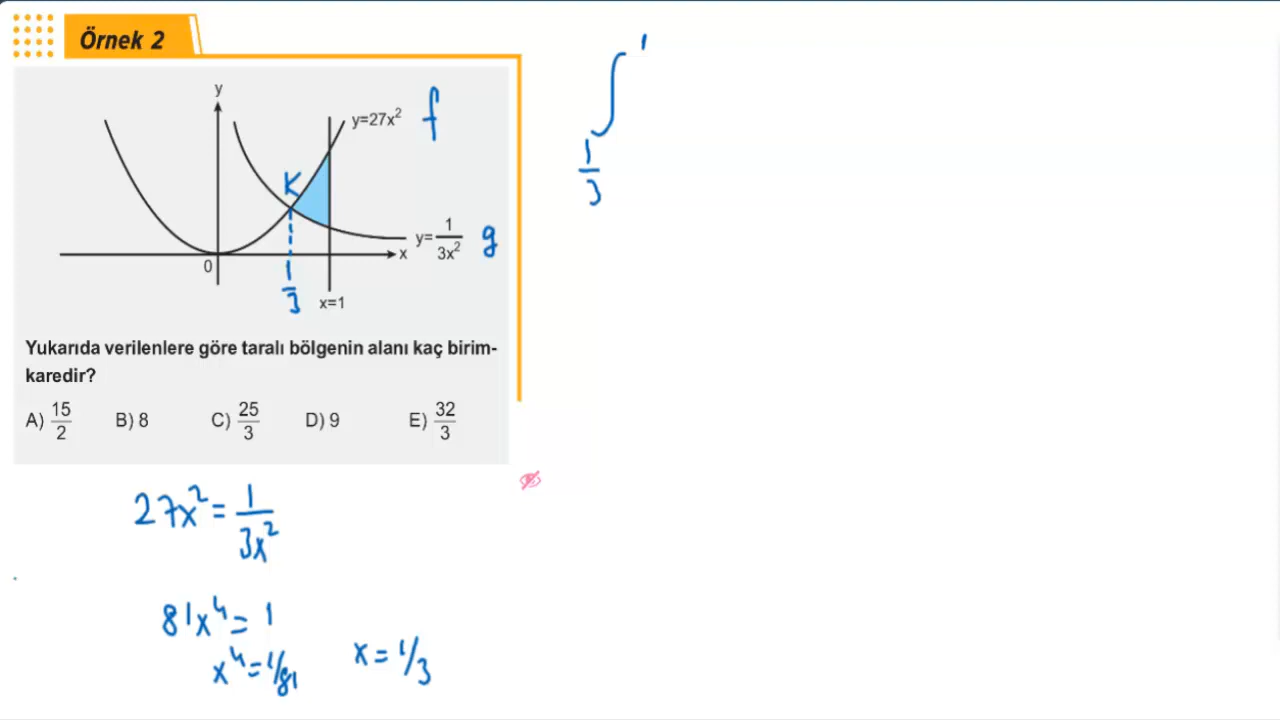 Örnek 2
y
y=27x²
f
K
y=1/3x²
g
x
0
1/3
x=1
Yukarıda verilenlere göre taralı bölgenin alanı kaç birim-
karedir?
A) 15/2 B) 8 C) 25/3 D) 9 E) 32/3
27x² = 1/3x²
81x⁴ = 1
x⁴ = 1/81
x = 1/3
∫ 1
1/3